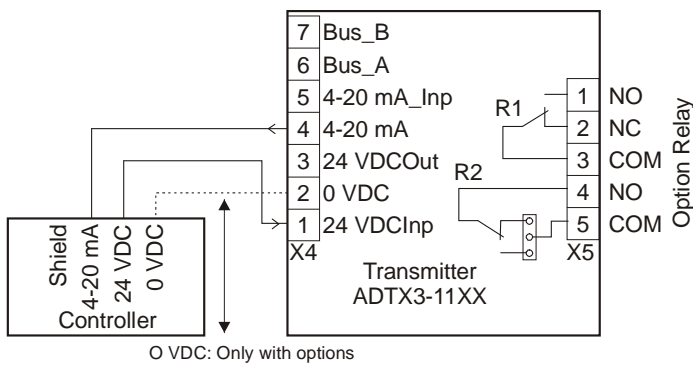 7 Bus_B
6 Bus_A
5 4-20 mA_Inp
4 4-20 mA
3 24 VDCOut
2 0 VDC
1 24 VDCInp
X4
R1
R2
1 NO
2 NC
3 COM
4 NO
5 COM
X5
Option Relay
Transmitter
ADTX3-11XX
Shield
4-20 mA
24 VDC
0 VDC
Controller
O VDC: Only with options